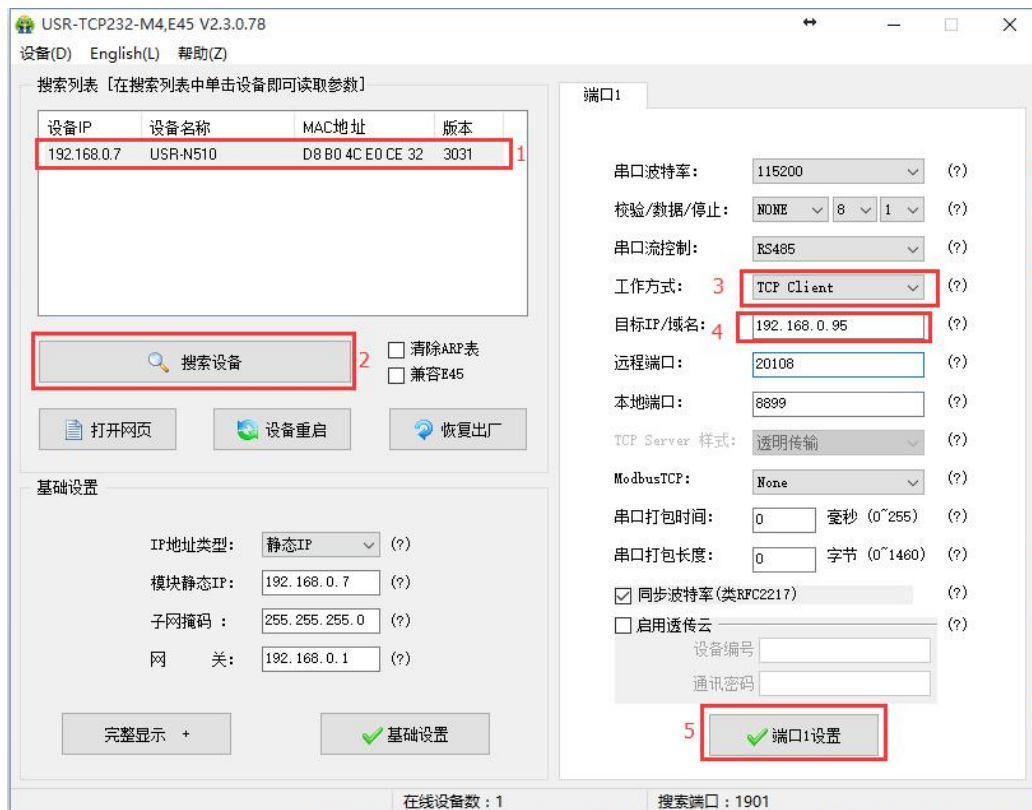 USR-TCP232-M4,E45 V2.3.0.78
设备(D) English(L) 帮助(Z)
搜索列表 [在搜索列表中单击设备即可读取参数]
设备IP 设备名称 MAC地址 版本
192.168.0.7 USR-N510 D8 B0 4C E0 CE 32 3031 1
搜索设备 2
清除ARP表
兼容E45
打开网页 设备重启 恢复出厂
基础设置
IP地址类型: 静态IP (?)
模块静态IP: 192.168.0.7 (?)
子网掩码 : 255.255.255.0 (?)
网 关: 192.168.0.1 (?)
完整显示 + 基础设置
端口1
串口波特率: 115200 (?)
校验/数据/停止: NONE 8 1 (?)
串口流控制: RS485 (?)
工作方式: 3 TCP Client (?)
目标IP/域名: 4 192.168.0.95 (?)
远程端口: 20108 (?)
本地端口: 8899 (?)
TCP Server 样式: 透明传输 (?)
ModbusTCP: None (?)
串口打包时间: 0 毫秒 (0~255) (?)
串口打包长度: 0 字节 (0~1460) (?)
同步波特率(类RFC2217) (?)
启用透传云 (?)
设备编号
通讯密码
5 端口1设置
在线设备数:1 搜索端口:1901